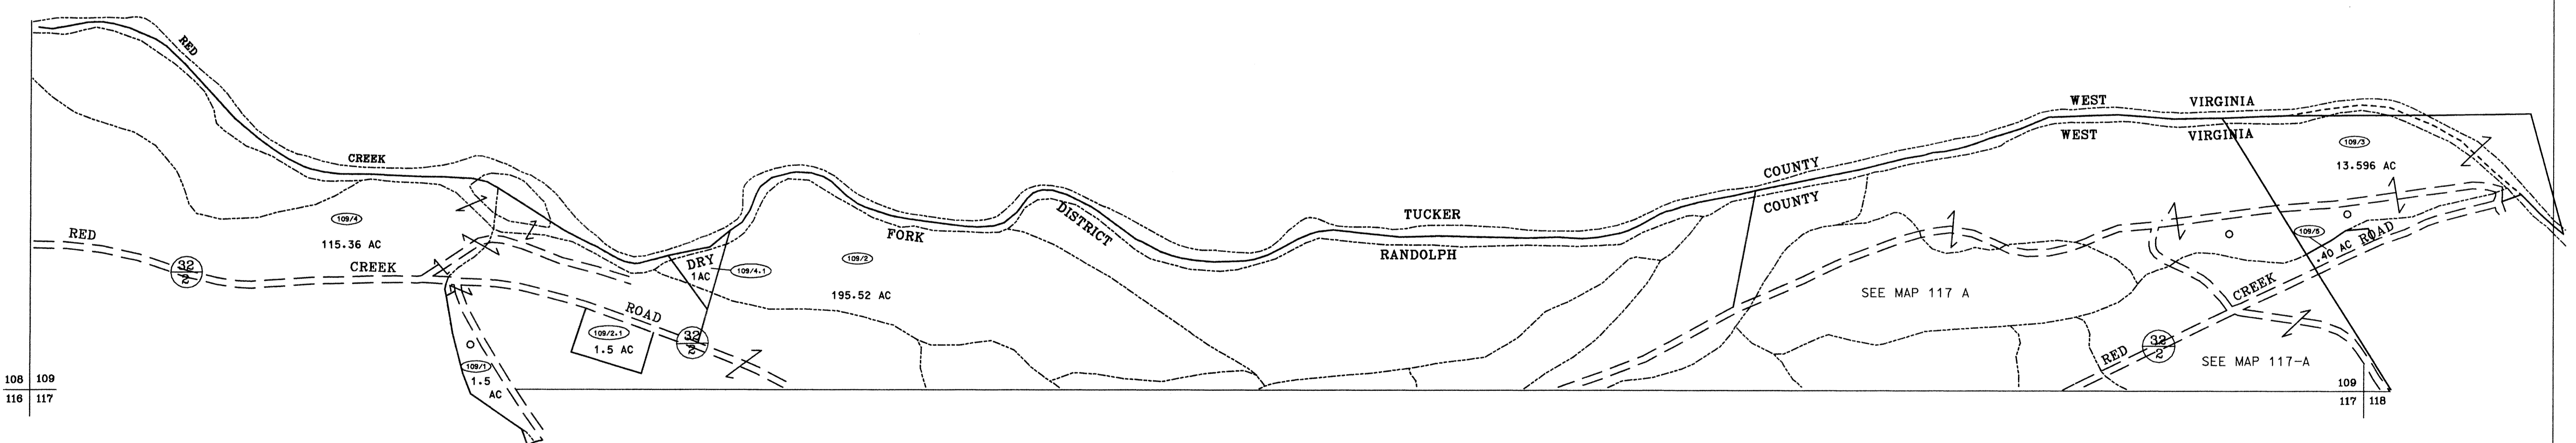 RED
CREEK
109/4
115.36 AC
RED
32
2
CREEK
ROAD
109/2.1
1.5 AC
32
2
109/1
1.5
AC
108 109
116 117
DRY
1AC
109/4.1
109/2
195.52 AC
FORK
DISTRICT
TUCKER
RANDOLPH
COUNTY
COUNTY
WEST VIRGINIA
WEST VIRGINIA
109/3
13.596 AC
109/5
.40 AC
SEE MAP 117 A
RED
CREEK
ROAD
32
2
SEE MAP 117-A
109
117 118